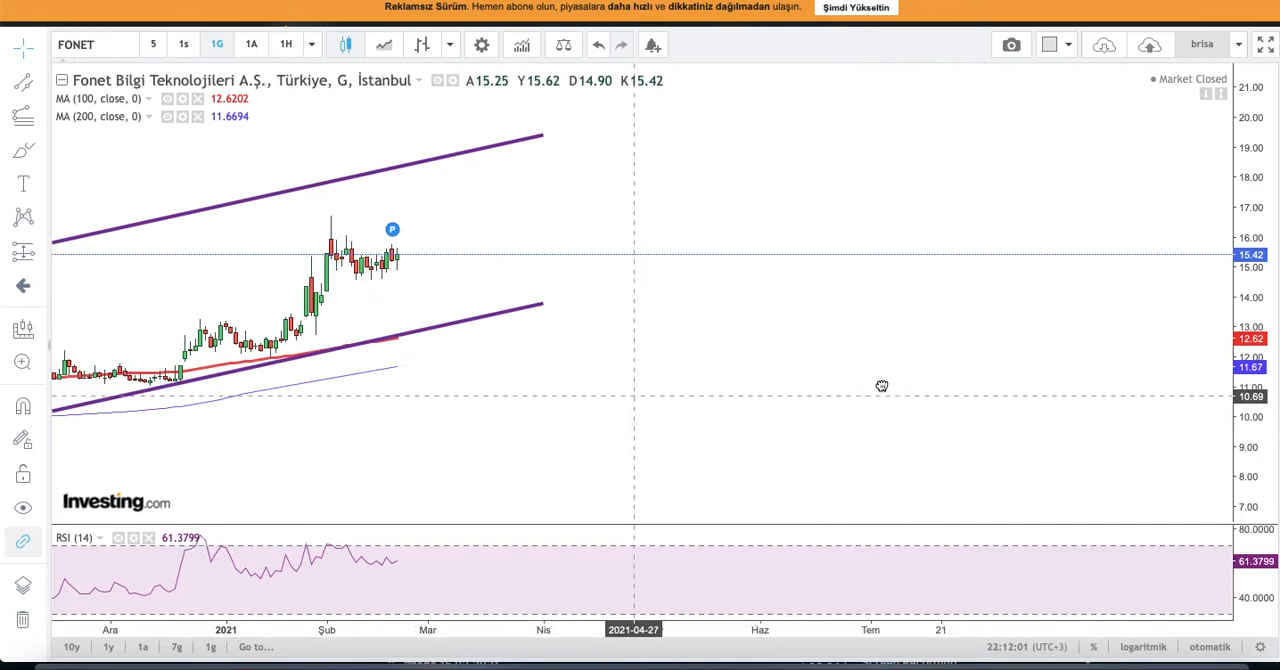 Reklamsız Sürüm. Hemen abone olun, piyasalara daha hızlı ve dikkatiniz dağılmadan ulaşın. Şimdi Yükseltin
FONET 5 1s 1G 1A 1H brisa
Fonet Bilgi Teknolojileri A.Ş., Türkiye, G, İstanbul A15.25 Y15.62 D14.90 K15.42
Market Closed
MA (100, close, 0) 12.6202
MA (200, close, 0) 11.6694
P
T
21.00
20.00
19.00
18.00
17.00
16.00
15.42
15.00
14.00
13.00
12.62
12.00
11.67
11.00
10.69
10.00
9.00
8.00
7.00
Investing.com
RSI (14) 61.3799
80.0000
61.3799
40.0000
Ara 2021 Şub Mar Nis 2021-04-27 Haz Tem 21
10y 1y 1a 7g 1g Go to... 22:12:01 (UTC+3) % logaritmik otomatik